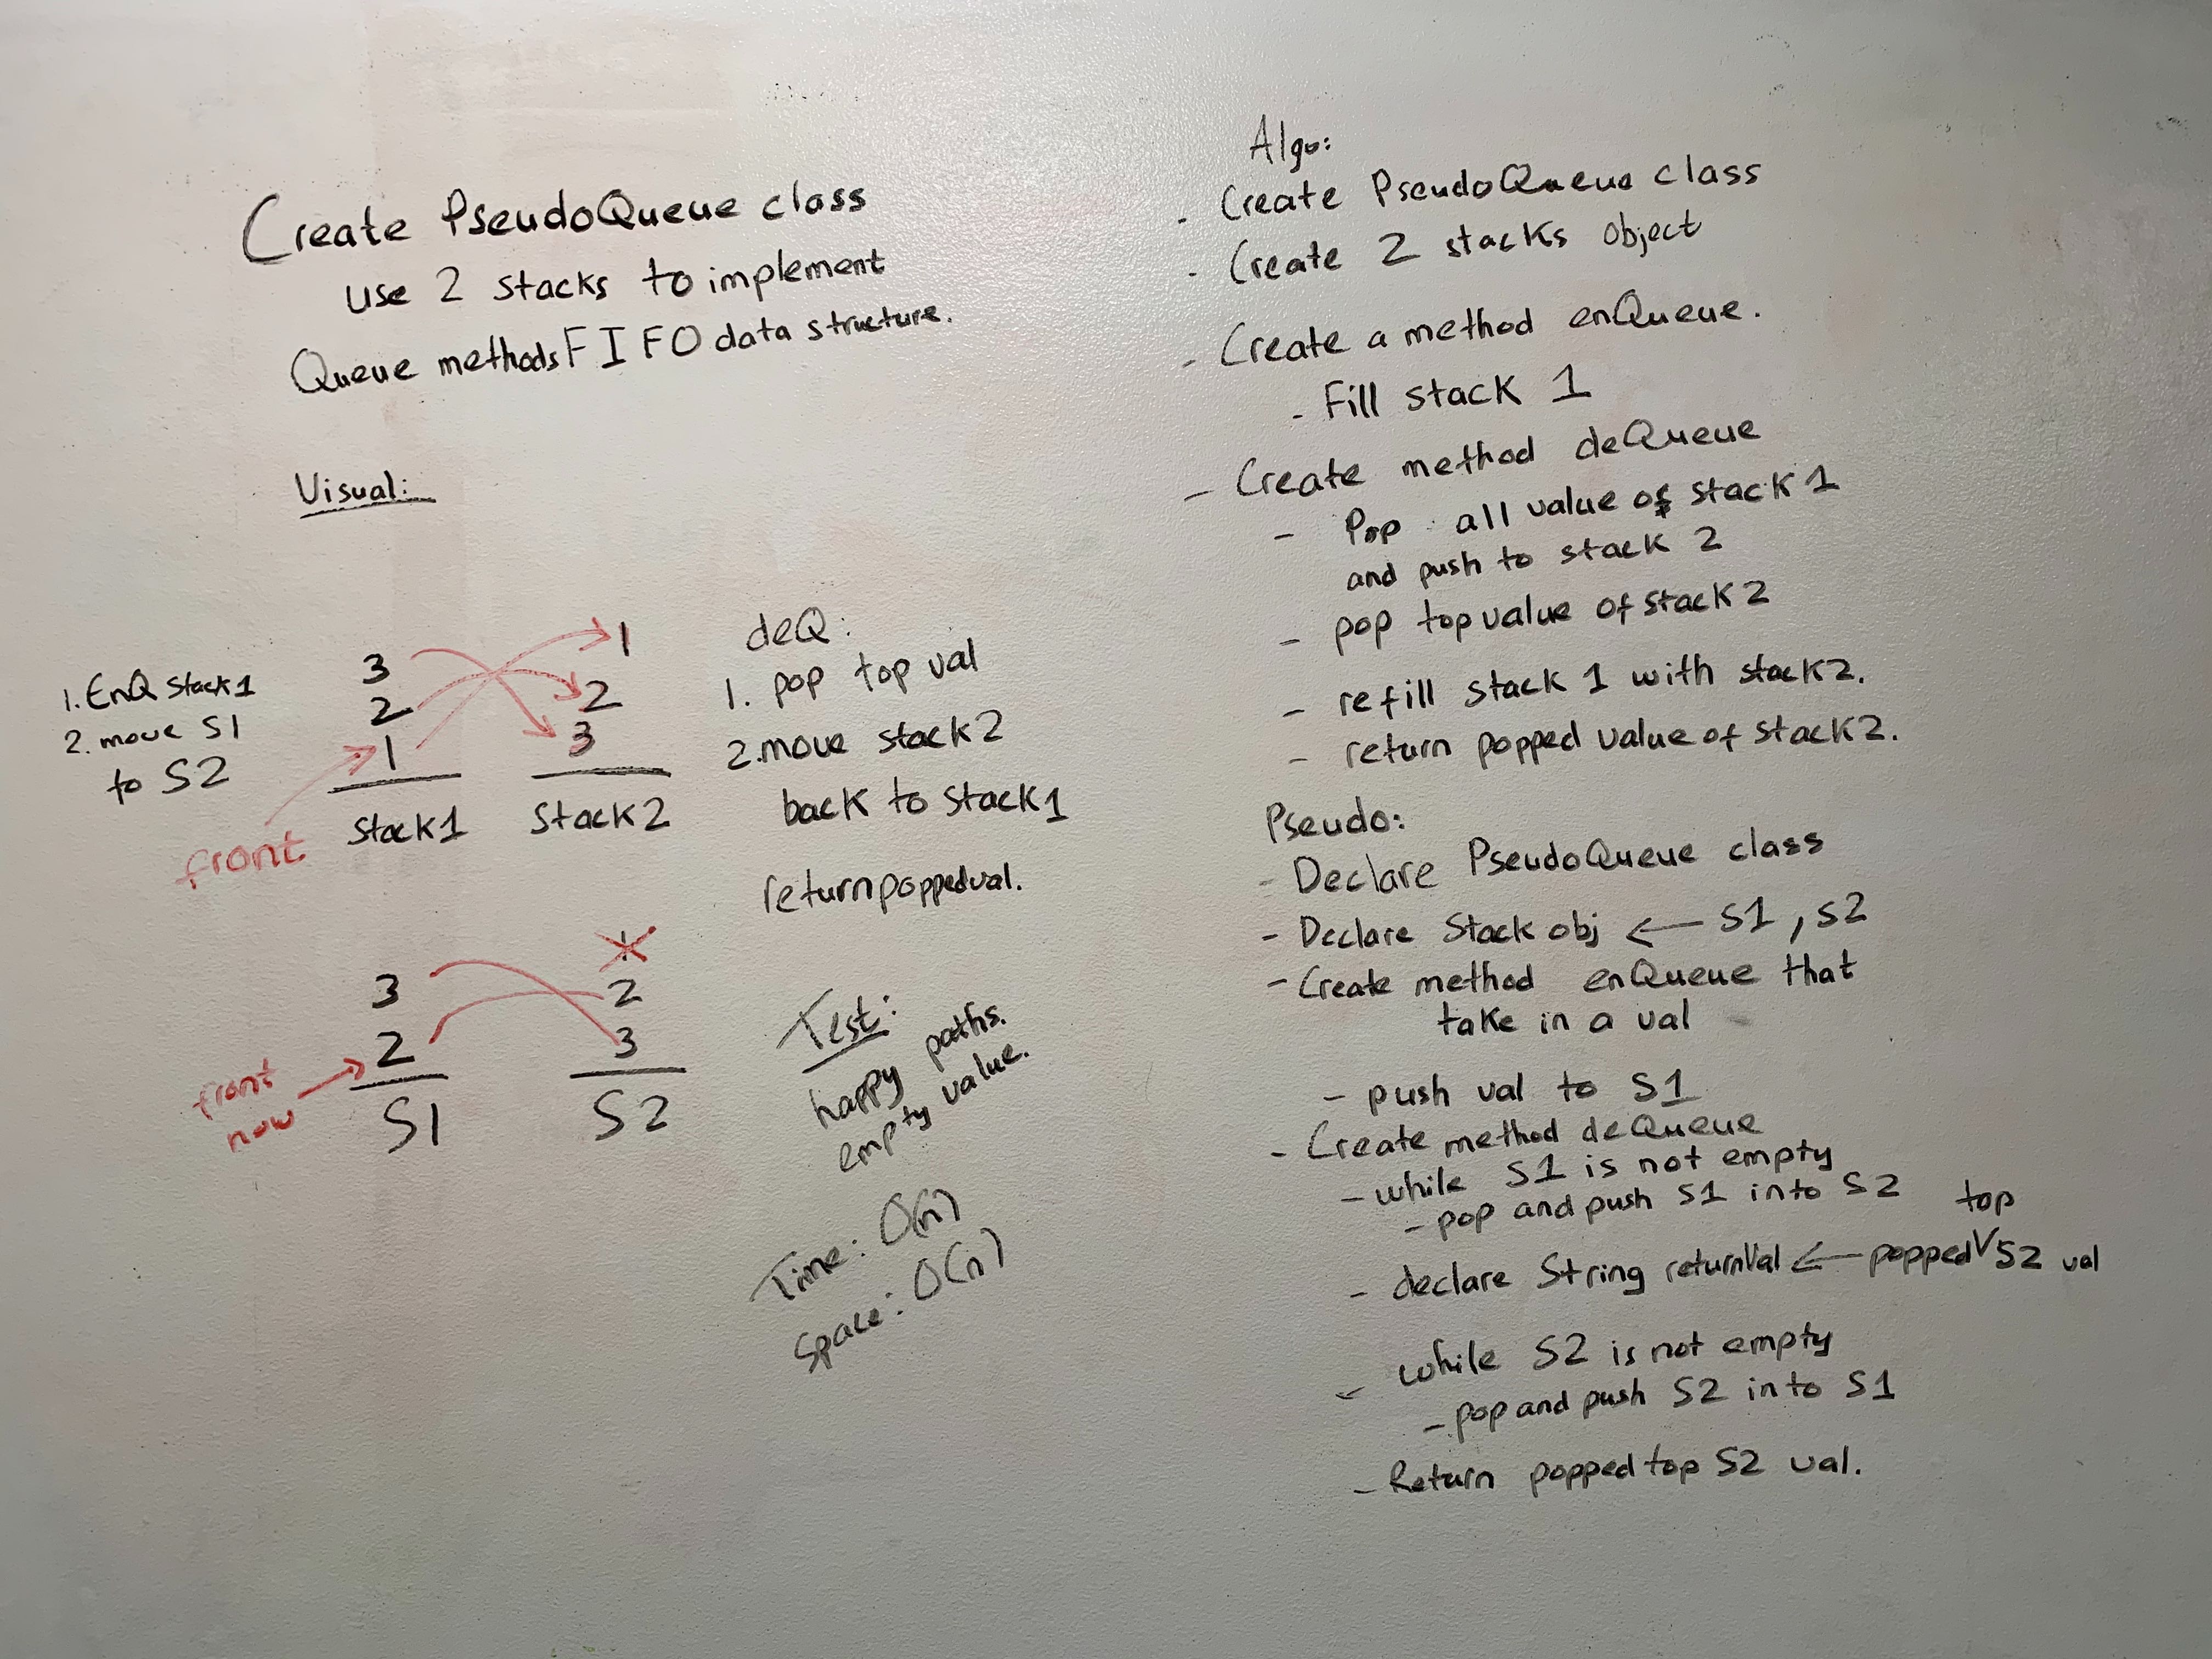 Create PseudoQueue class
use 2 stacks to implement
Queue methods FIFO data structure.
Visual:
1. EnQ Stack1
2. move S1
to S2
3
2
1
stack1
front
1
2
3
Stack2
deQ:
1. pop top val
2. move stack2
back to stack1
return popped val.
3
2
S1
front
now
1
2
3
S2
Test:
happy paths.
empty value.
Time: O(n)
Space: O(n)
Algo:
- Create PseudoQueue class
- Create 2 stacks object
- Create a method enQueue.
- Fill stack 1
- Create method deQueue
- Pop all value of stack 1
and push to stack 2
- pop top value of stack 2
- refill stack 1 with stack2.
- return popped value of stack2.
Pseudo:
- Declare PseudoQueue class
- Declare Stack obj ← S1, S2
- Create method enQueue that
take in a val
- push val to S1
- Create method deQueue
- while S1 is not empty
- pop and push S1 into S2
- declare String returnVal ← popped top S2 val
- while S2 is not empty
- pop and push S2 into S1
- Return popped top S2 val.